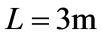 L = 3m